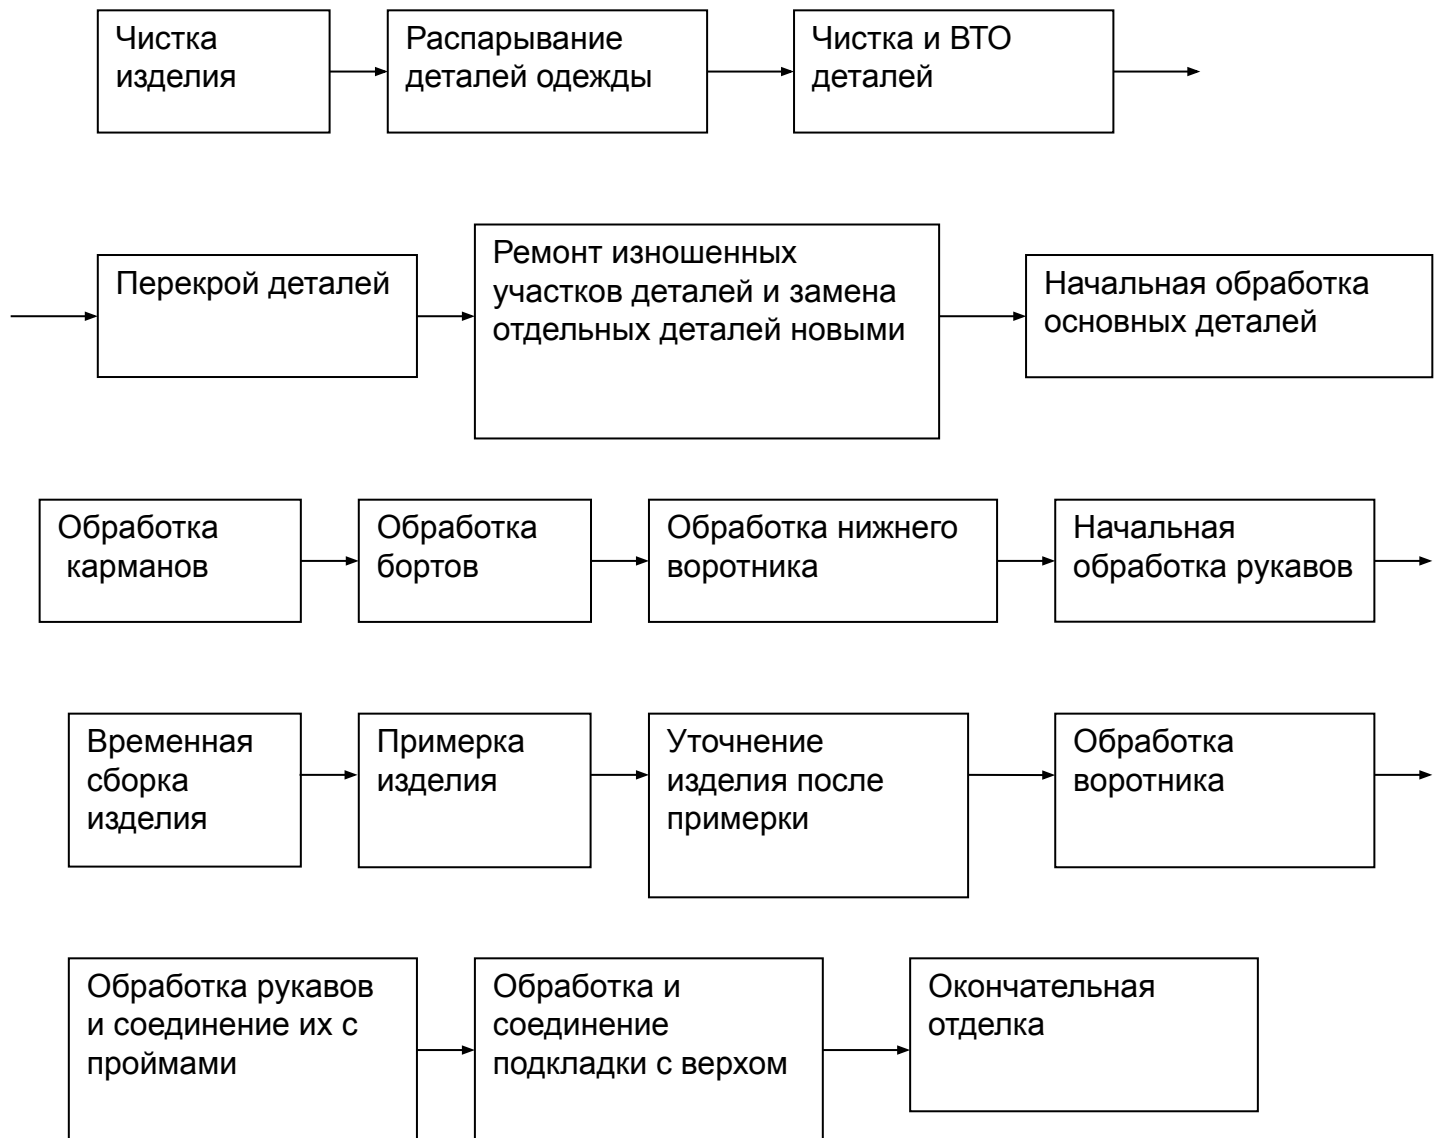 Чистка
изделия
Распарывание
деталей одежды
Чистка и ВТО
деталей
Перекрой деталей
Ремонт изношенных
участков деталей и замена
отдельных деталей новыми
Начальная обработка
основных деталей
Обработка
карманов
Обработка
бортов
Обработка нижнего
воротника
Начальная
обработка рукавов
Временная
сборка
изделия
Примерка
изделия
Уточнение
изделия после
примерки
Обработка
воротника
Обработка рукавов
и соединение их с
проймами
Обработка и
соединение
подкладки с верхом
Окончательная
отделка